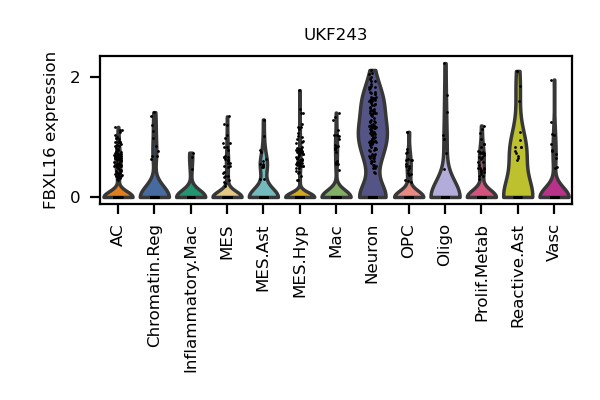 UKF243
FBXL16 expression
2
0
AC
Chromatin.Reg
Inflammatory.Mac
MES
MES.Ast
MES.Hyp
Mac
Neuron
OPC
Oligo
Prolif.Metab
Reactive.Ast
Vasc